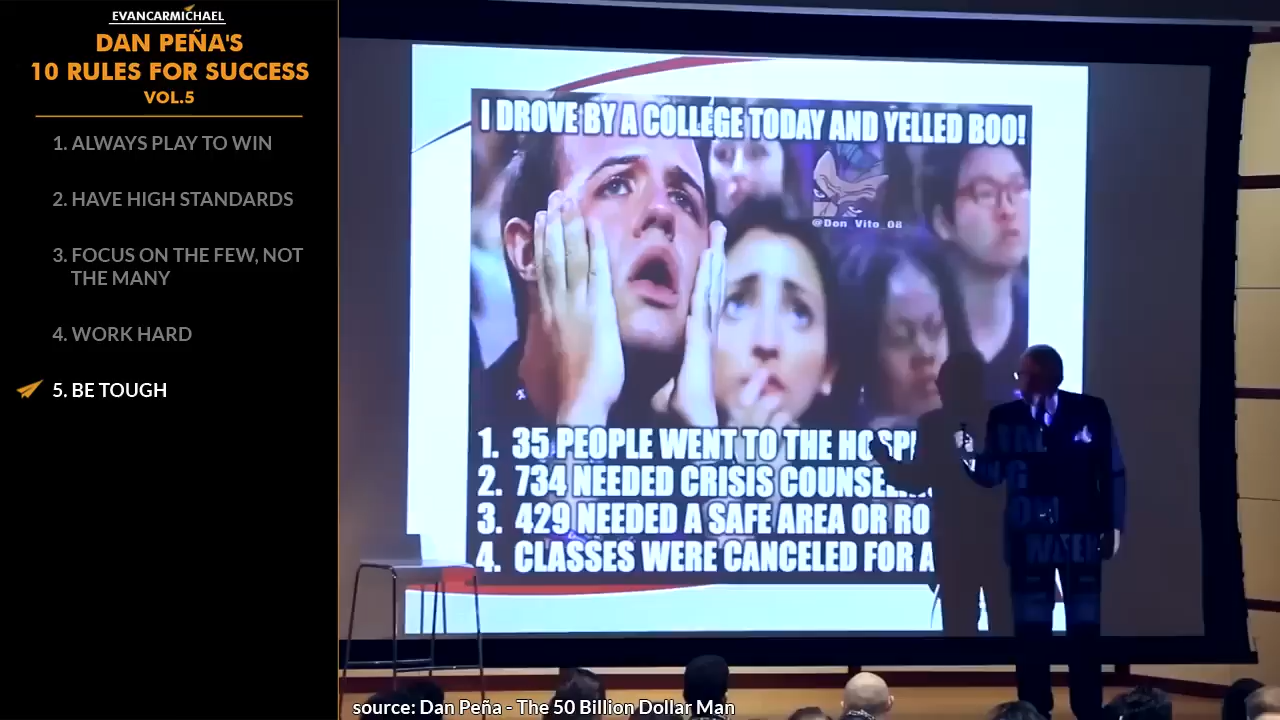 EVANCARMICHAEL
DAN PEÑA'S
10 RULES FOR SUCCESS
VOL.5
1. ALWAYS PLAY TO WIN
2. HAVE HIGH STANDARDS
3. FOCUS ON THE FEW, NOT
THE MANY
4. WORK HARD
5. BE TOUGH
I DROVE BY A COLLEGE TODAY AND YELLED BOO!
@Don_Vito_08
1. 35 PEOPLE WENT TO THE
2. 734 NEEDED CRISIS
3. 429 NEEDED A SAFE AREA OR
4. CLASSES WERE CANCELED FOR A
source: Dan Peña - The 50 Billion Dollar Man